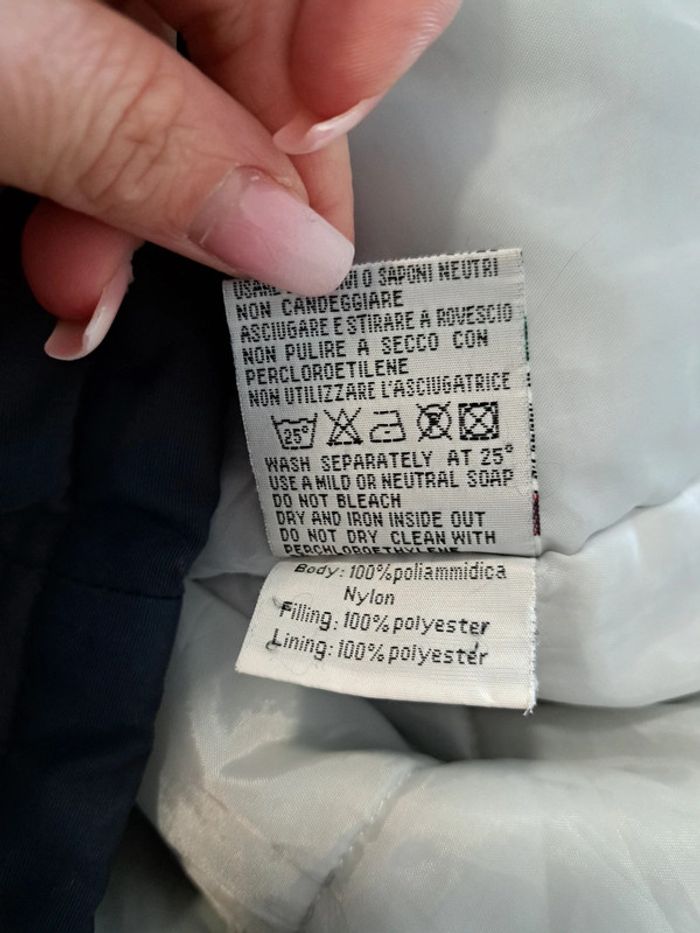 O SAPONI NEUTRI
NON CANDEGGIARE
ASCIUGARE E STIRARE A ROVESCIO
NON PULIRE A SECCO CON
PERCLOROETILENE
NON UTILIZZARE L'ASCIUGATRICE
25°
WASH SEPARATELY AT 25°
USE A MILD OR NEUTRAL SOAP
DO NOT BLEACH
DRY AND IRON INSIDE OUT
DO NOT DRY CLEAN WITH
PERCHLOROETHYLENE
Body: 100%poliammidica
Nylon
Filling: 100%polyester
Lining: 100%polyester